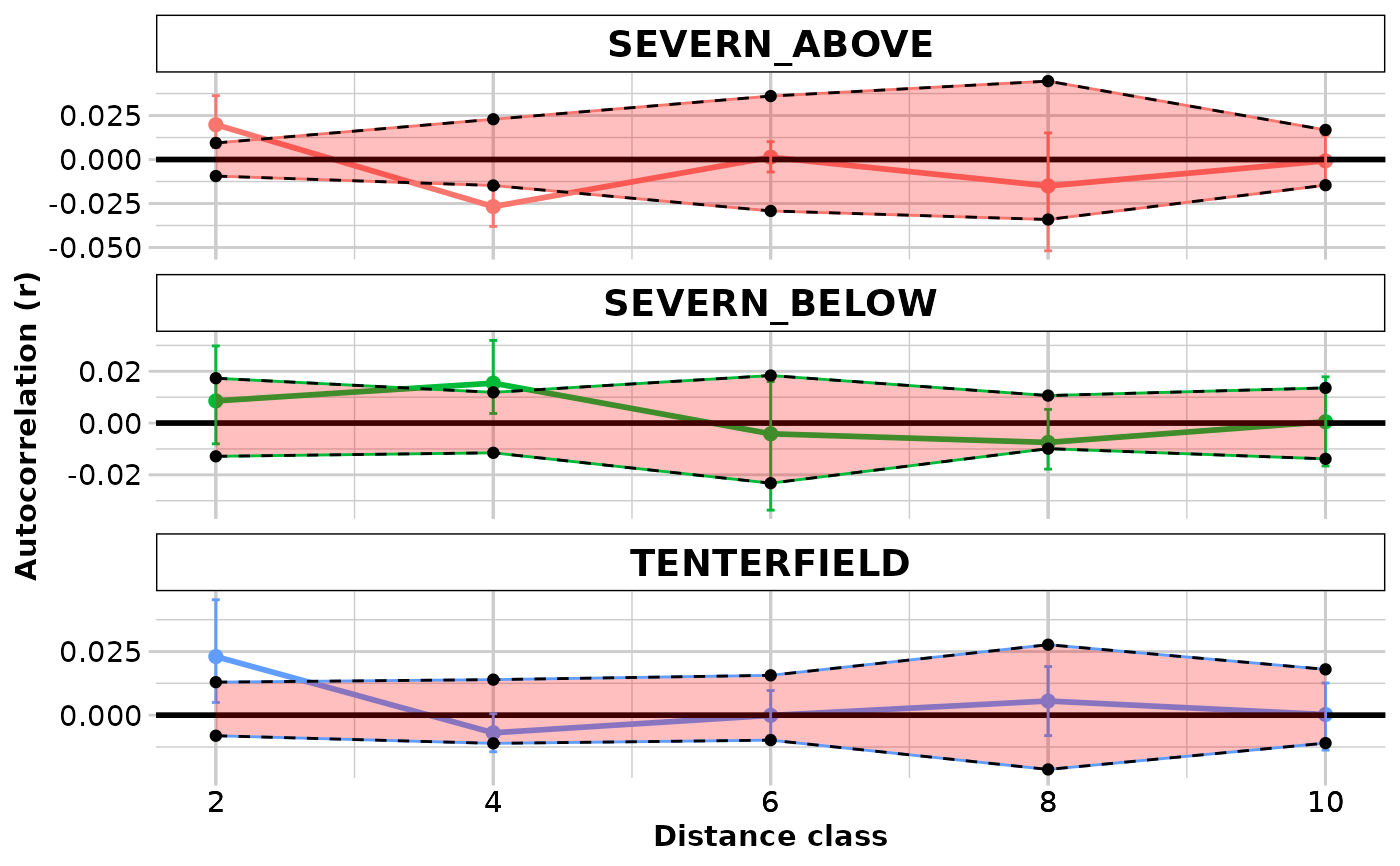 SEVERN_ABOVE
0.025
0.000
-0.025
-0.050
SEVERN_BELOW
0.02
0.00
-0.02
TENTERFIELD
0.025
0.000
2 4 6 8 10
Distance class
Autocorrelation (r)